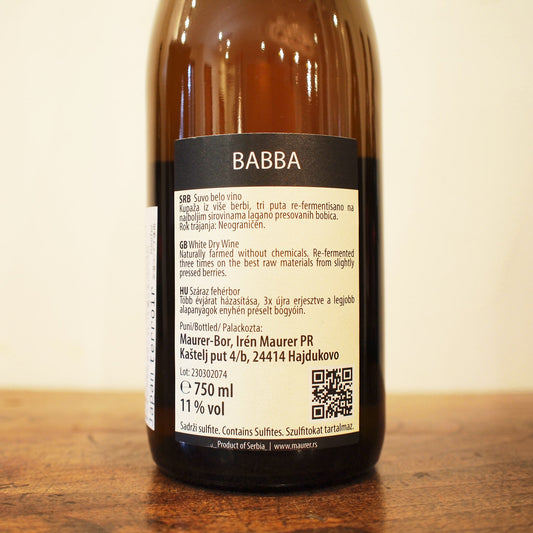 BABBA
SRB Suvo belo vino
Kupaža iz više berbi, tri puta re-fermentisano na
najboljim sirovinama lagano presovanih bobica.
Rok trajanja: Neograničen.
GB White Dry Wine
Naturally farmed without chemicals. Re-fermented
three times on the best raw materials from slightly
pressed berries.
HU Száraz fehérbor
Több évjárat házasítása, 3x újra erjesztve a legjobb
alapanyagok enyhén préselt bogyóin.
Puni/Bottled/ Palackozta:
Maurer-Bor, Irén Maurer PR
Kaštelj put 4/b, 24414 Hajdukovo
Lot: 230302074
℮ 750 ml
11 % vol
Sadrži sulfite. Contains Sulfites. Szulfitokat tartalmaz.
Product of Serbia_ | www.maurer.rs
Japan terroir